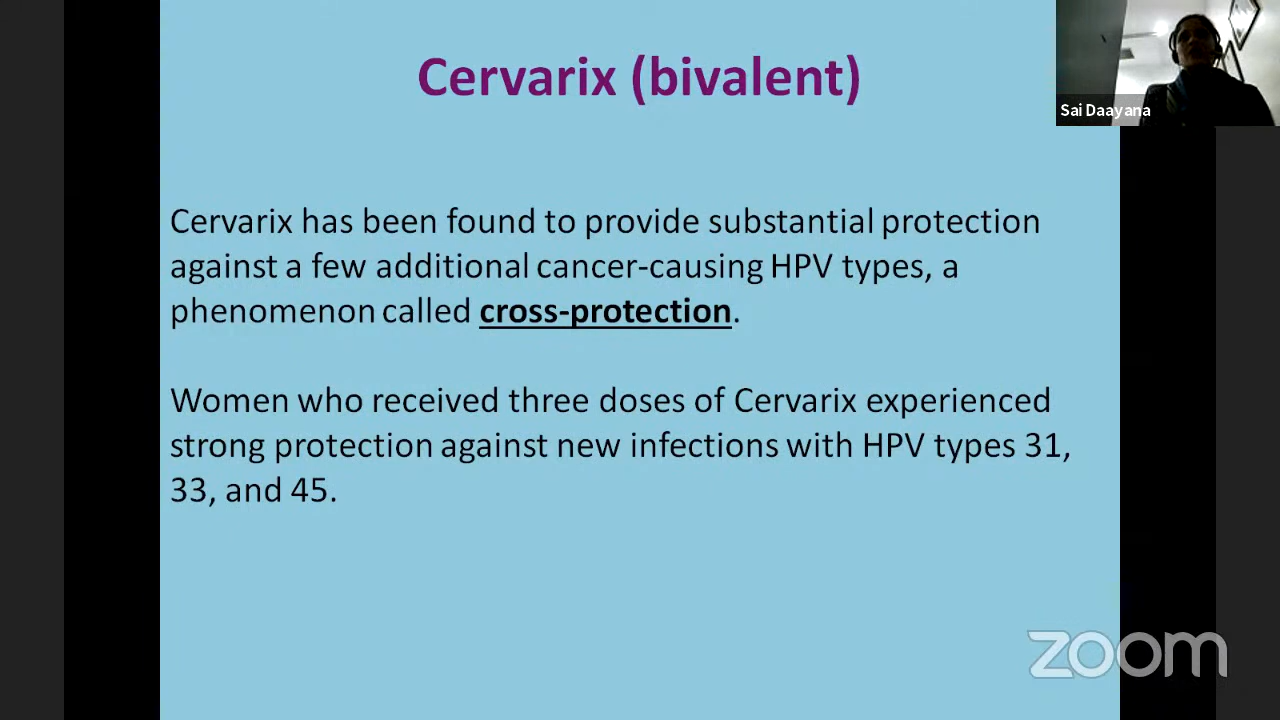 Cervarix (bivalent)
Sai Daayana
Cervarix has been found to provide substantial protection
against a few additional cancer-causing HPV types, a
phenomenon called cross-protection.
Women who received three doses of Cervarix experienced
strong protection against new infections with HPV types 31,
33, and 45.
zoom